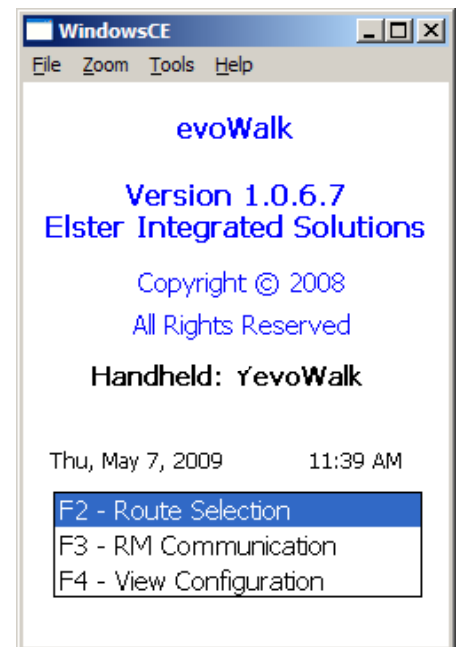 WindowsCE
File Zoom Tools Help
evoWalk
Version 1.0.6.7
Elster Integrated Solutions
Copyright © 2008
All Rights Reserved
Handheld: ϒevoWalk
Thu, May 7, 2009 11:39 AM
F2 - Route Selection
F3 - RM Communication
F4 - View Configuration